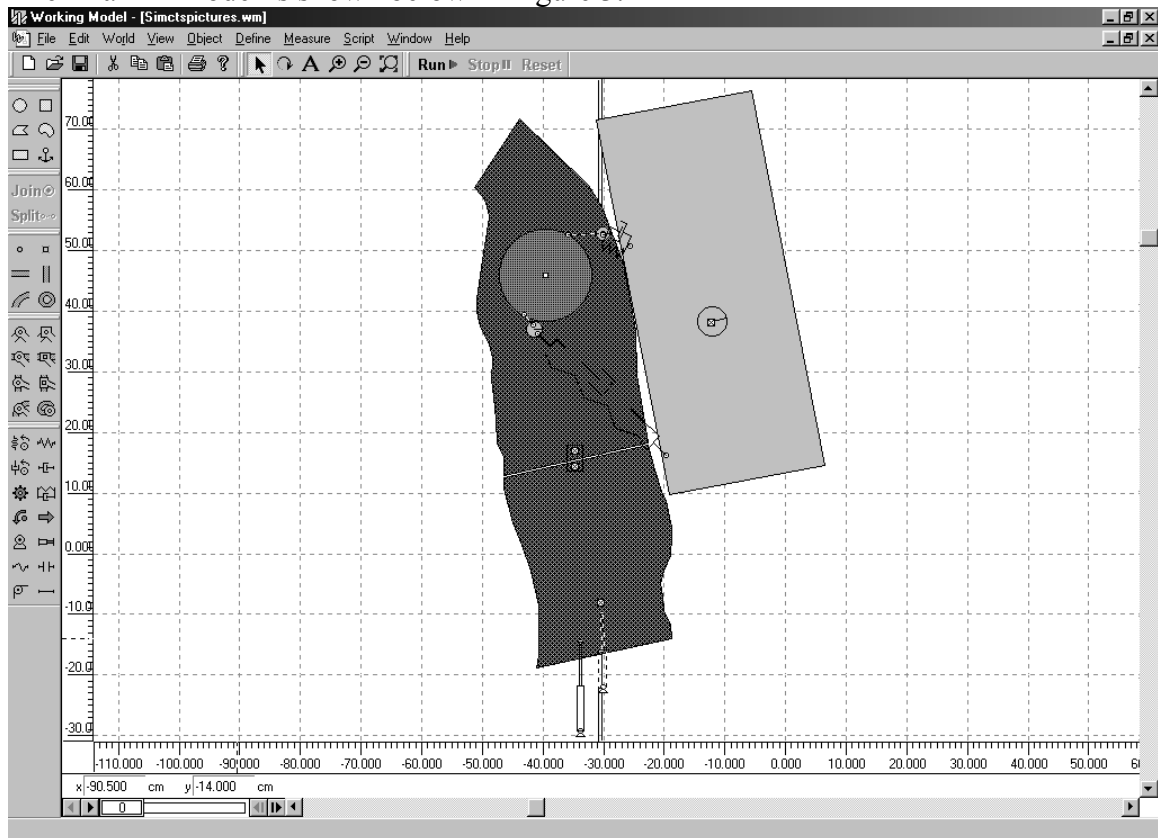 Working Model - [Simctspictures.wm]
File Edit World View Object Define Measure Script Window Help
Run Stop Reset
Join
Split
70.00
60.00
50.00
40.00
30.00
20.00
10.00
0.000
-10.0
-20.0
-30.0
-110.000 -100.000 -90.000 -80.000 -70.000 -60.000 -50.000 -40.000 -30.000 -20.000 -10.000 0.000 10.000 20.000 30.000 40.000 50.000
x -90.500 cm y -14.000 cm
0